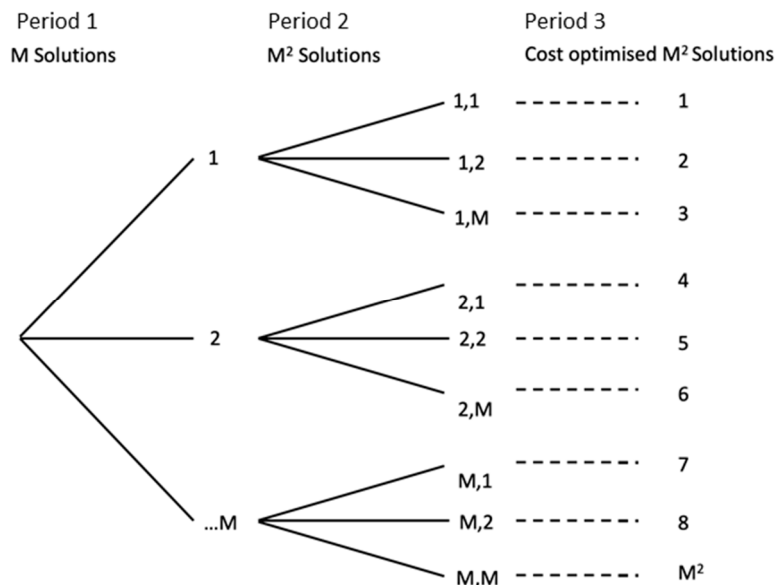 Period 1 Period 2 Period 3
M Solutions M² Solutions Cost optimised M² Solutions
1,1 1
1 1,2 2
1,M 3
2,1 4
2 2,2 5
2,M 6
M,1 7
...M M,2 8
M,M M²